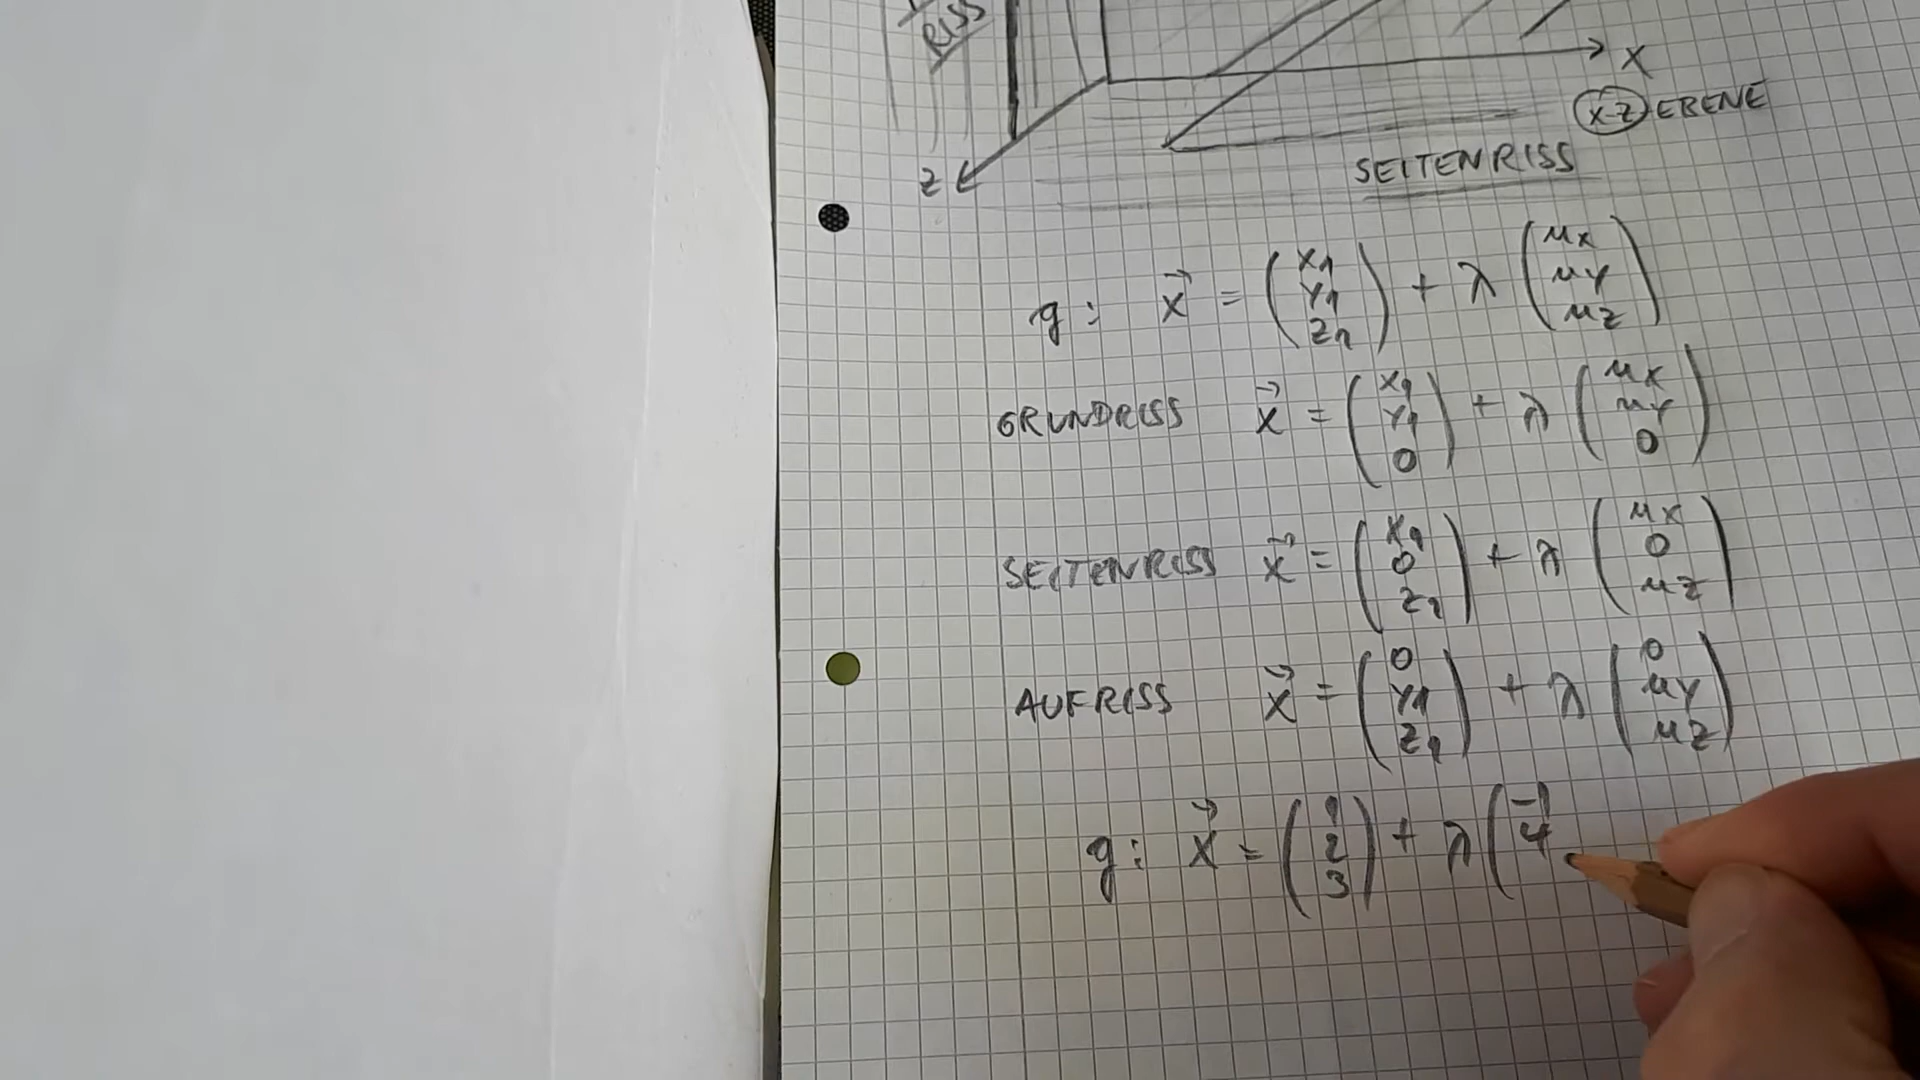 RISS
X
X-Z EBENE
SEITENRISS
Z
g: x⃗ = (x1 y1 z1) + λ (ux uy uz)
GRUNDRISS x⃗ = (x1 y1 0) + λ (ux uy 0)
SEITENRISS x⃗ = (x1 0 z1) + λ (ux 0 uz)
AUFRISS x⃗ = (0 y1 z1) + λ (0 uy uz)
g: x⃗ = (1 2 3) + λ (-1 4